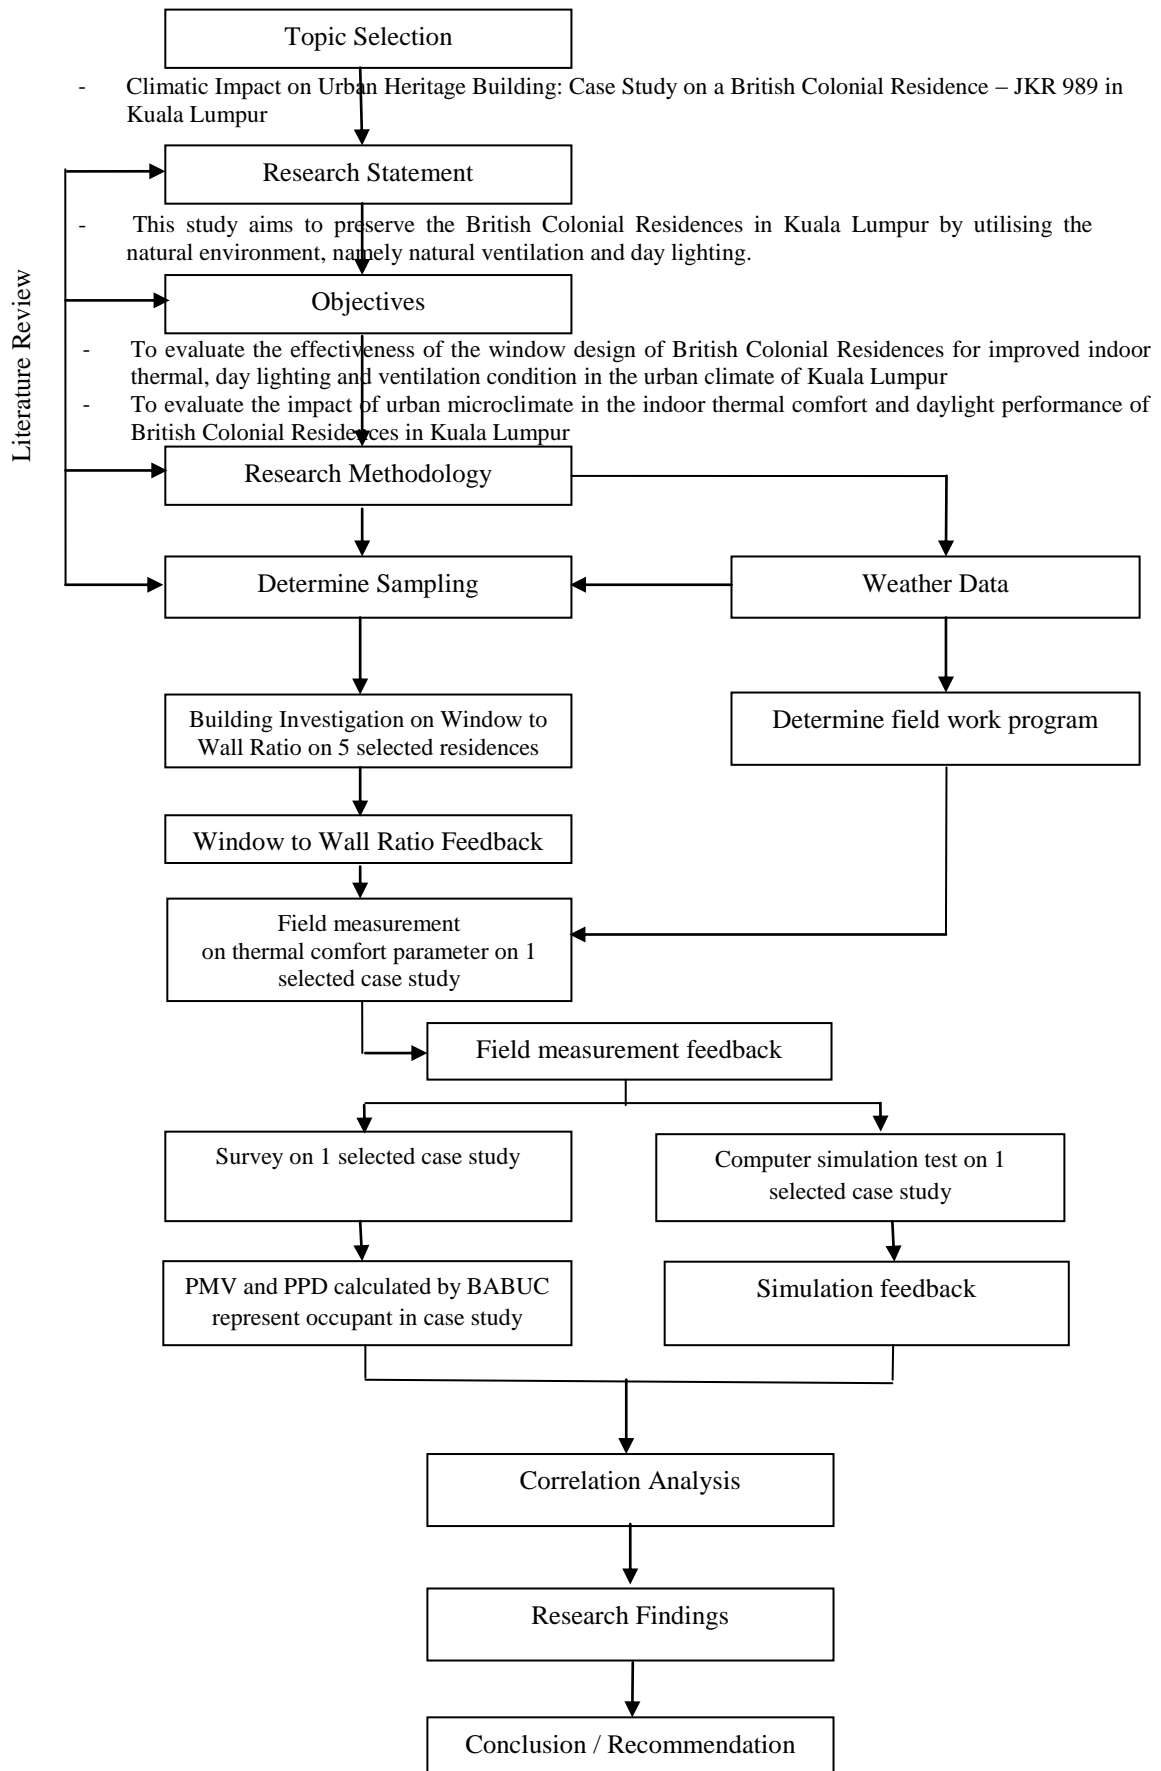 Topic Selection
- Climatic Impact on Urban Heritage Building: Case Study on a British Colonial Residence – JKR 989 in
Kuala Lumpur
Literature Review
Research Statement
- This study aims to preserve the British Colonial Residences in Kuala Lumpur by utilising the
natural environment, namely natural ventilation and day lighting.
Objectives
- To evaluate the effectiveness of the window design of British Colonial Residences for improved indoor
thermal, day lighting and ventilation condition in the urban climate of Kuala Lumpur
- To evaluate the impact of urban microclimate in the indoor thermal comfort and daylight performance of
British Colonial Residences in Kuala Lumpur
Research Methodology
Determine Sampling
Weather Data
Building Investigation on Window to
Wall Ratio on 5 selected residences
Determine field work program
Window to Wall Ratio Feedback
Field measurement
on thermal comfort parameter on 1
selected case study
Field measurement feedback
Survey on 1 selected case study
Computer simulation test on 1
selected case study
PMV and PPD calculated by BABUC
represent occupant in case study
Simulation feedback
Correlation Analysis
Research Findings
Conclusion / Recommendation